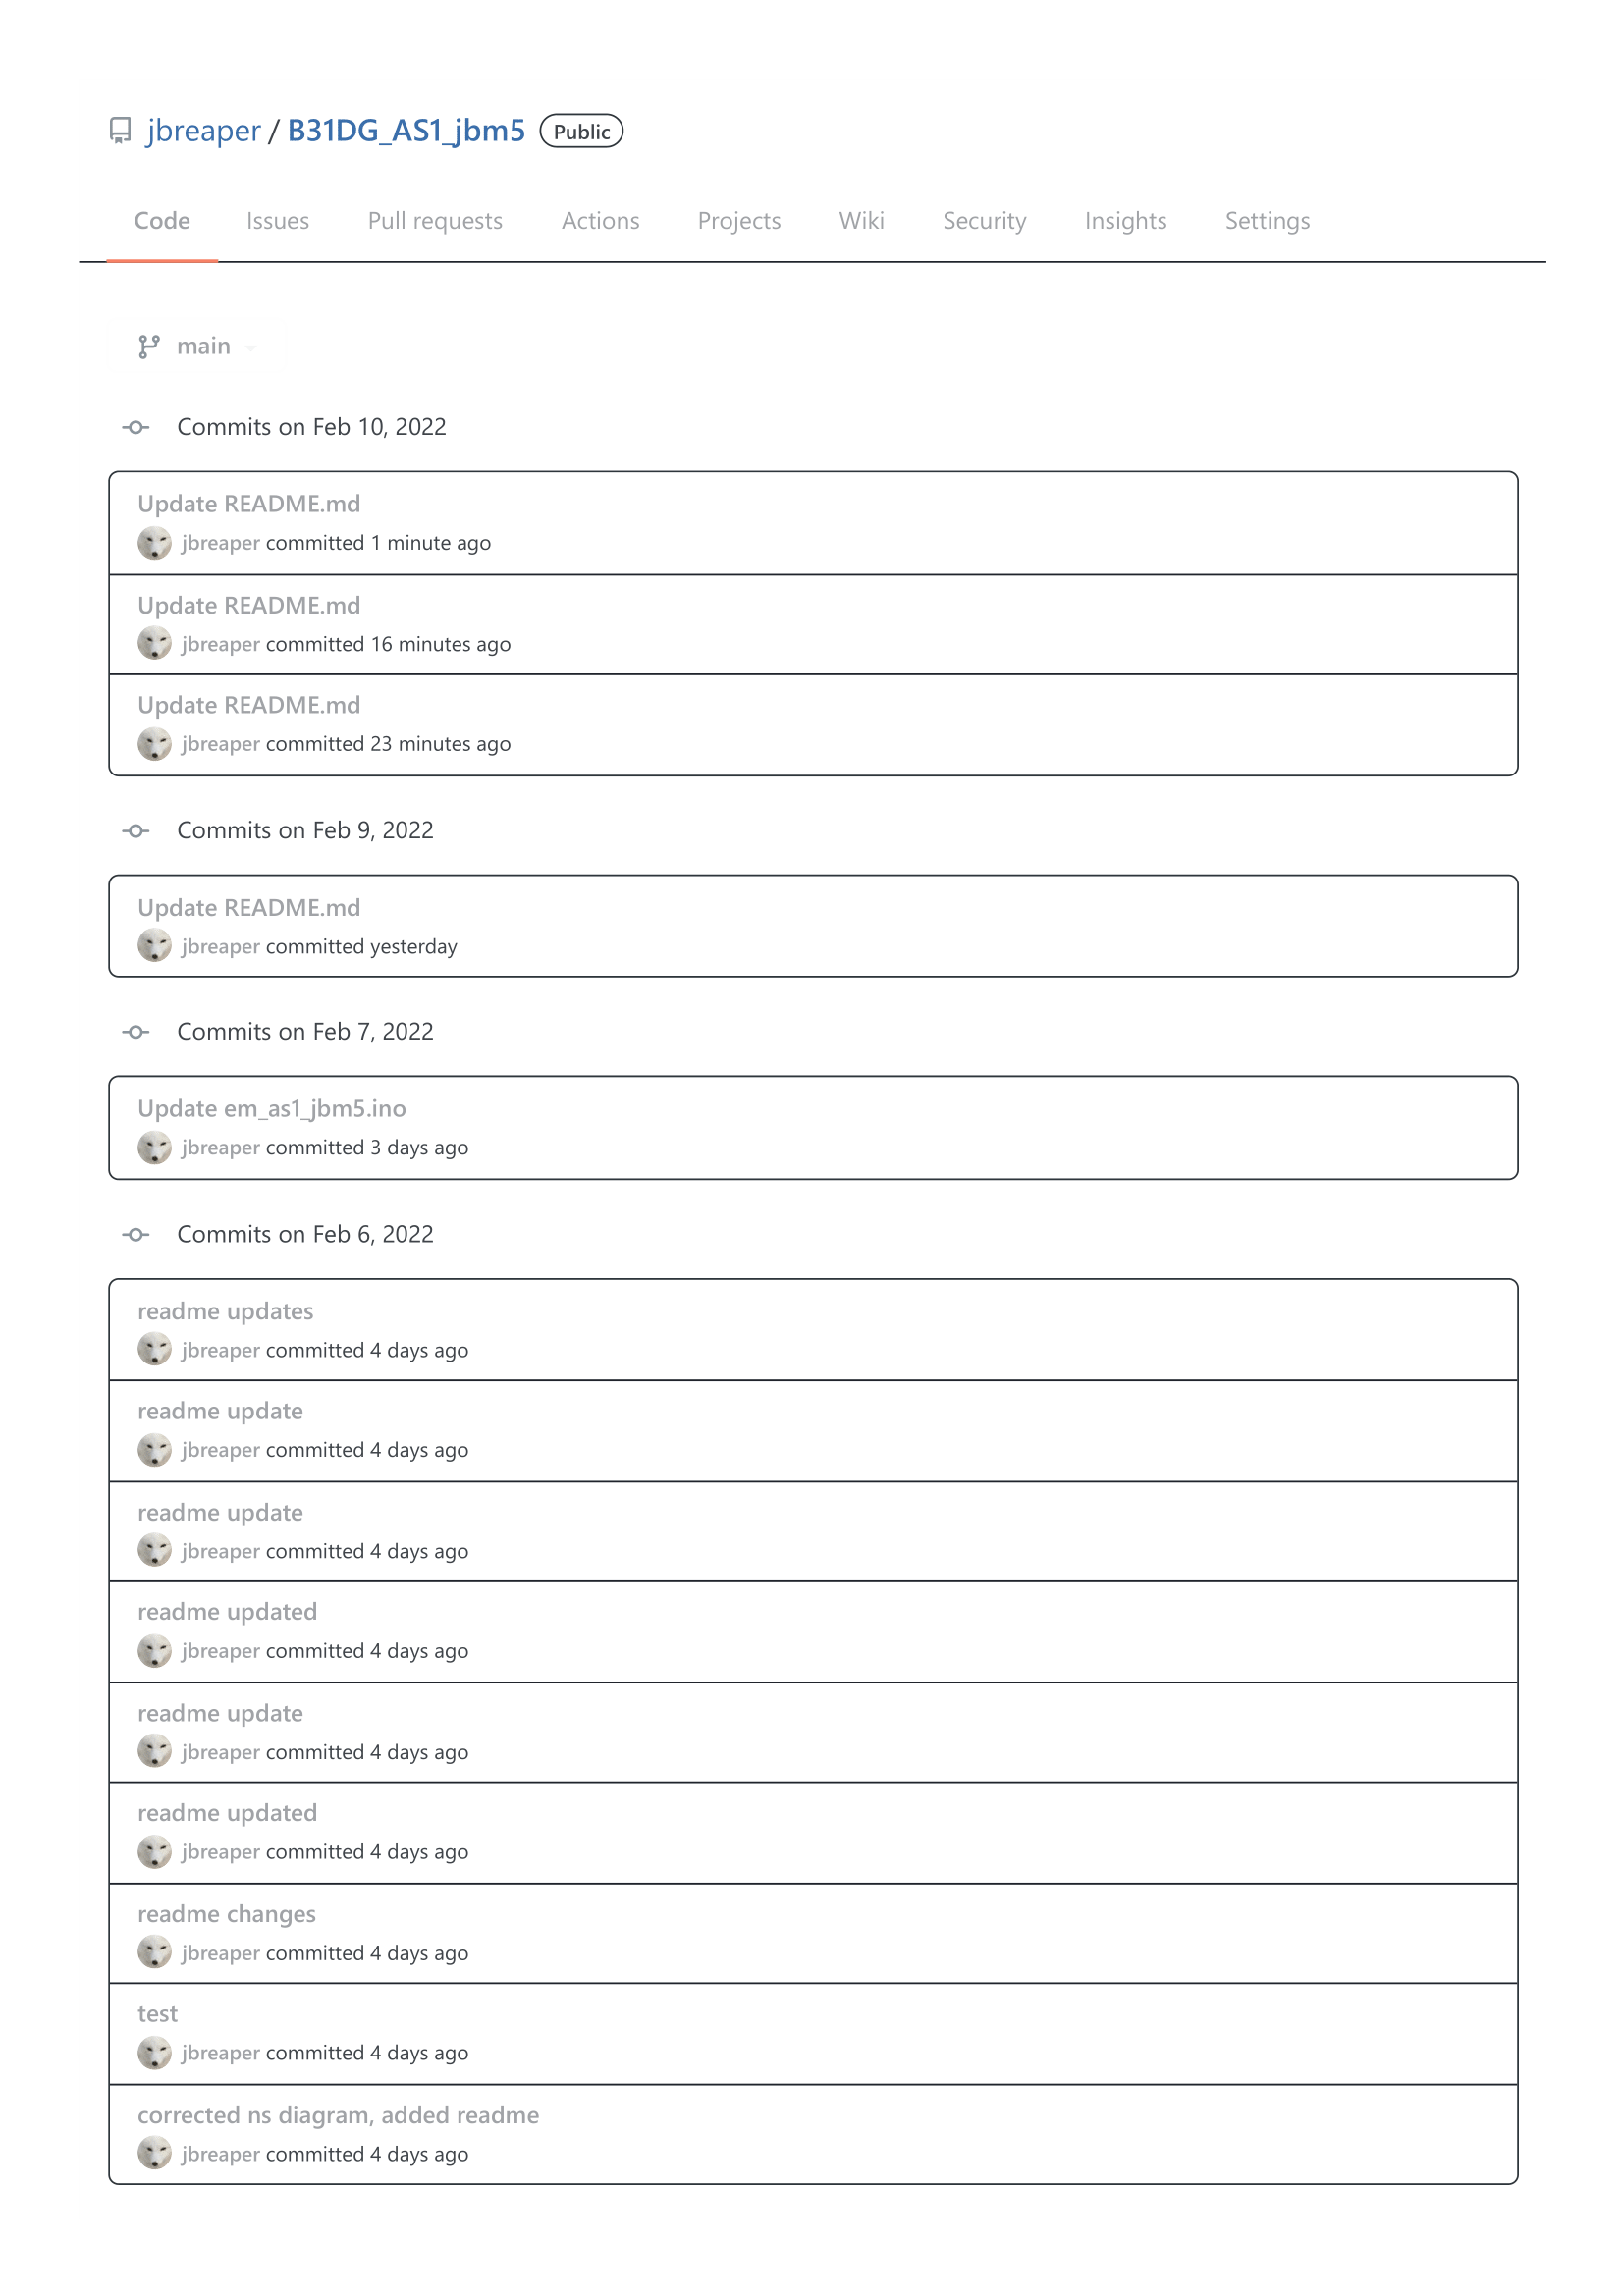 jbreaper / B31DG_AS1_jbm5 Public
Code Issues Pull requests Actions Projects Wiki Security Insights Settings
main
Commits on Feb 10, 2022
Update README.md
jbreaper committed 1 minute ago
Update README.md
jbreaper committed 16 minutes ago
Update README.md
jbreaper committed 23 minutes ago
Commits on Feb 9, 2022
Update README.md
jbreaper committed yesterday
Commits on Feb 7, 2022
Update em_as1_jbm5.ino
jbreaper committed 3 days ago
Commits on Feb 6, 2022
readme updates
jbreaper committed 4 days ago
readme update
jbreaper committed 4 days ago
readme update
jbreaper committed 4 days ago
readme updated
jbreaper committed 4 days ago
readme update
jbreaper committed 4 days ago
readme updated
jbreaper committed 4 days ago
readme changes
jbreaper committed 4 days ago
test
jbreaper committed 4 days ago
corrected ns diagram, added readme
jbreaper committed 4 days ago